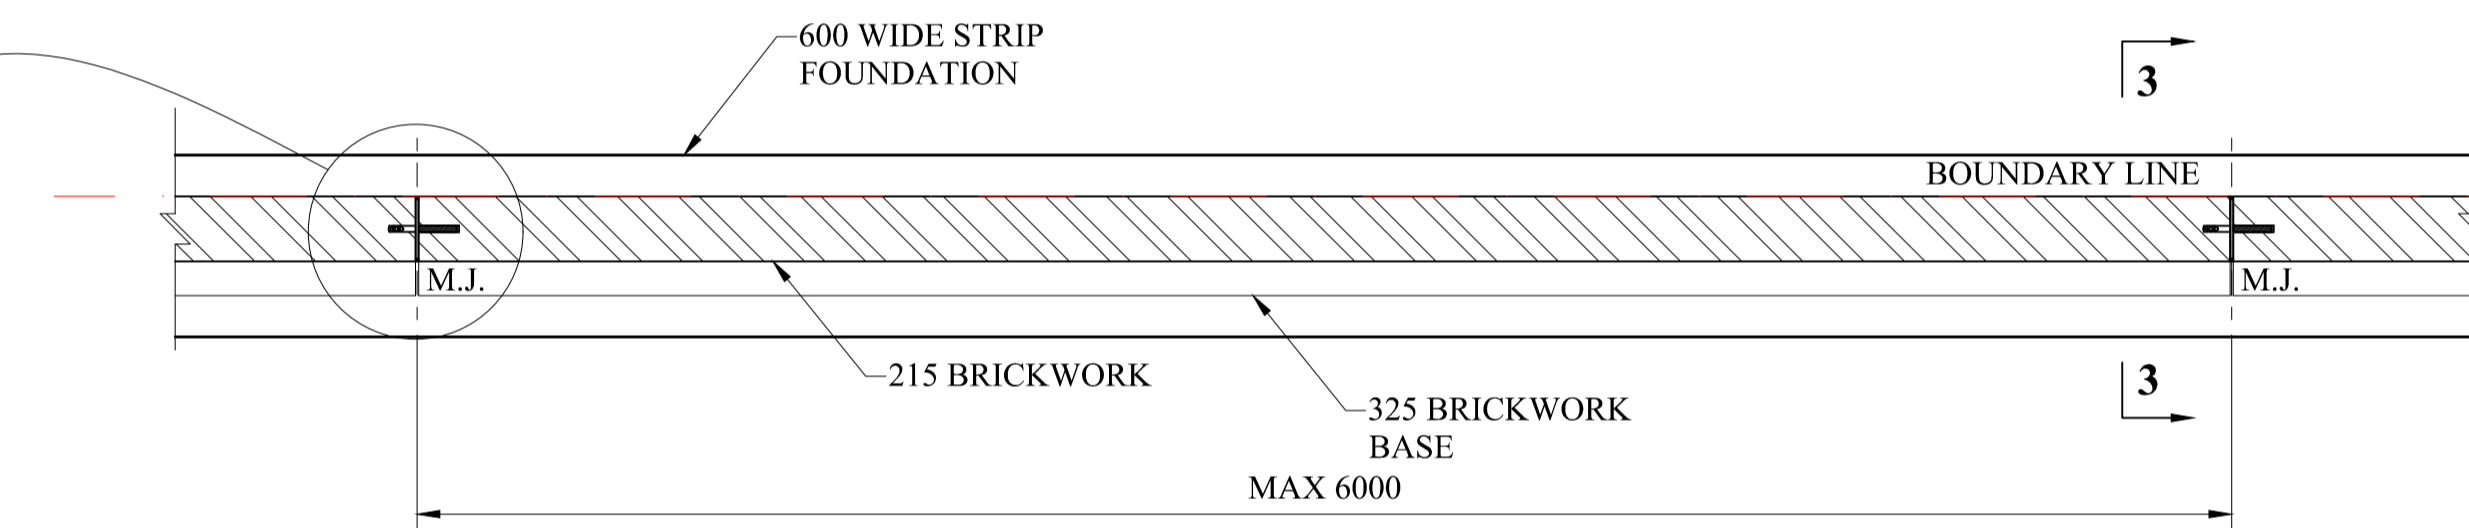 600 WIDE STRIP
FOUNDATION
3
BOUNDARY LINE
M.J.
M.J.
215 BRICKWORK
3
325 BRICKWORK
BASE
MAX 6000